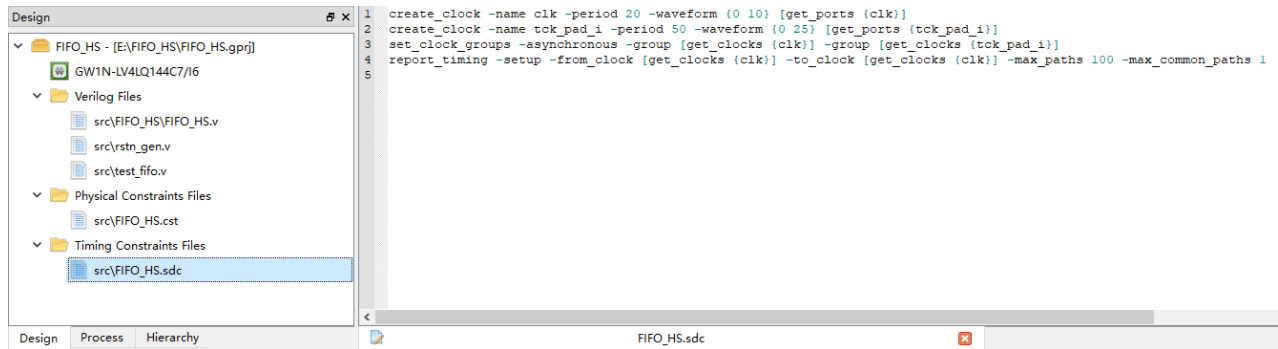 Design
FIFO_HS - [E:\FIFO_HS\FIFO_HS.gprj]
GW1N-LV4LQ144C7/I6
Verilog Files
src\FIFO_HS\FIFO_HS.v
src\rstn_gen.v
src\test_fifo.v
Physical Constraints Files
src\FIFO_HS.cst
Timing Constraints Files
src\FIFO_HS.sdc
Design Process Hierarchy
1 create_clock -name clk -period 20 -waveform {0 10} [get_ports {clk}]
2 create_clock -name tck_pad_i -period 50 -waveform {0 25} [get_ports {tck_pad_i}]
3 set_clock_groups -asynchronous -group [get_clocks {clk}] -group [get_clocks {tck_pad_i}]
4 report_timing -setup -from_clock [get_clocks {clk}] -to_clock [get_clocks {clk}] -max_paths 100 -max_common_paths 1
5
FIFO_HS.sdc